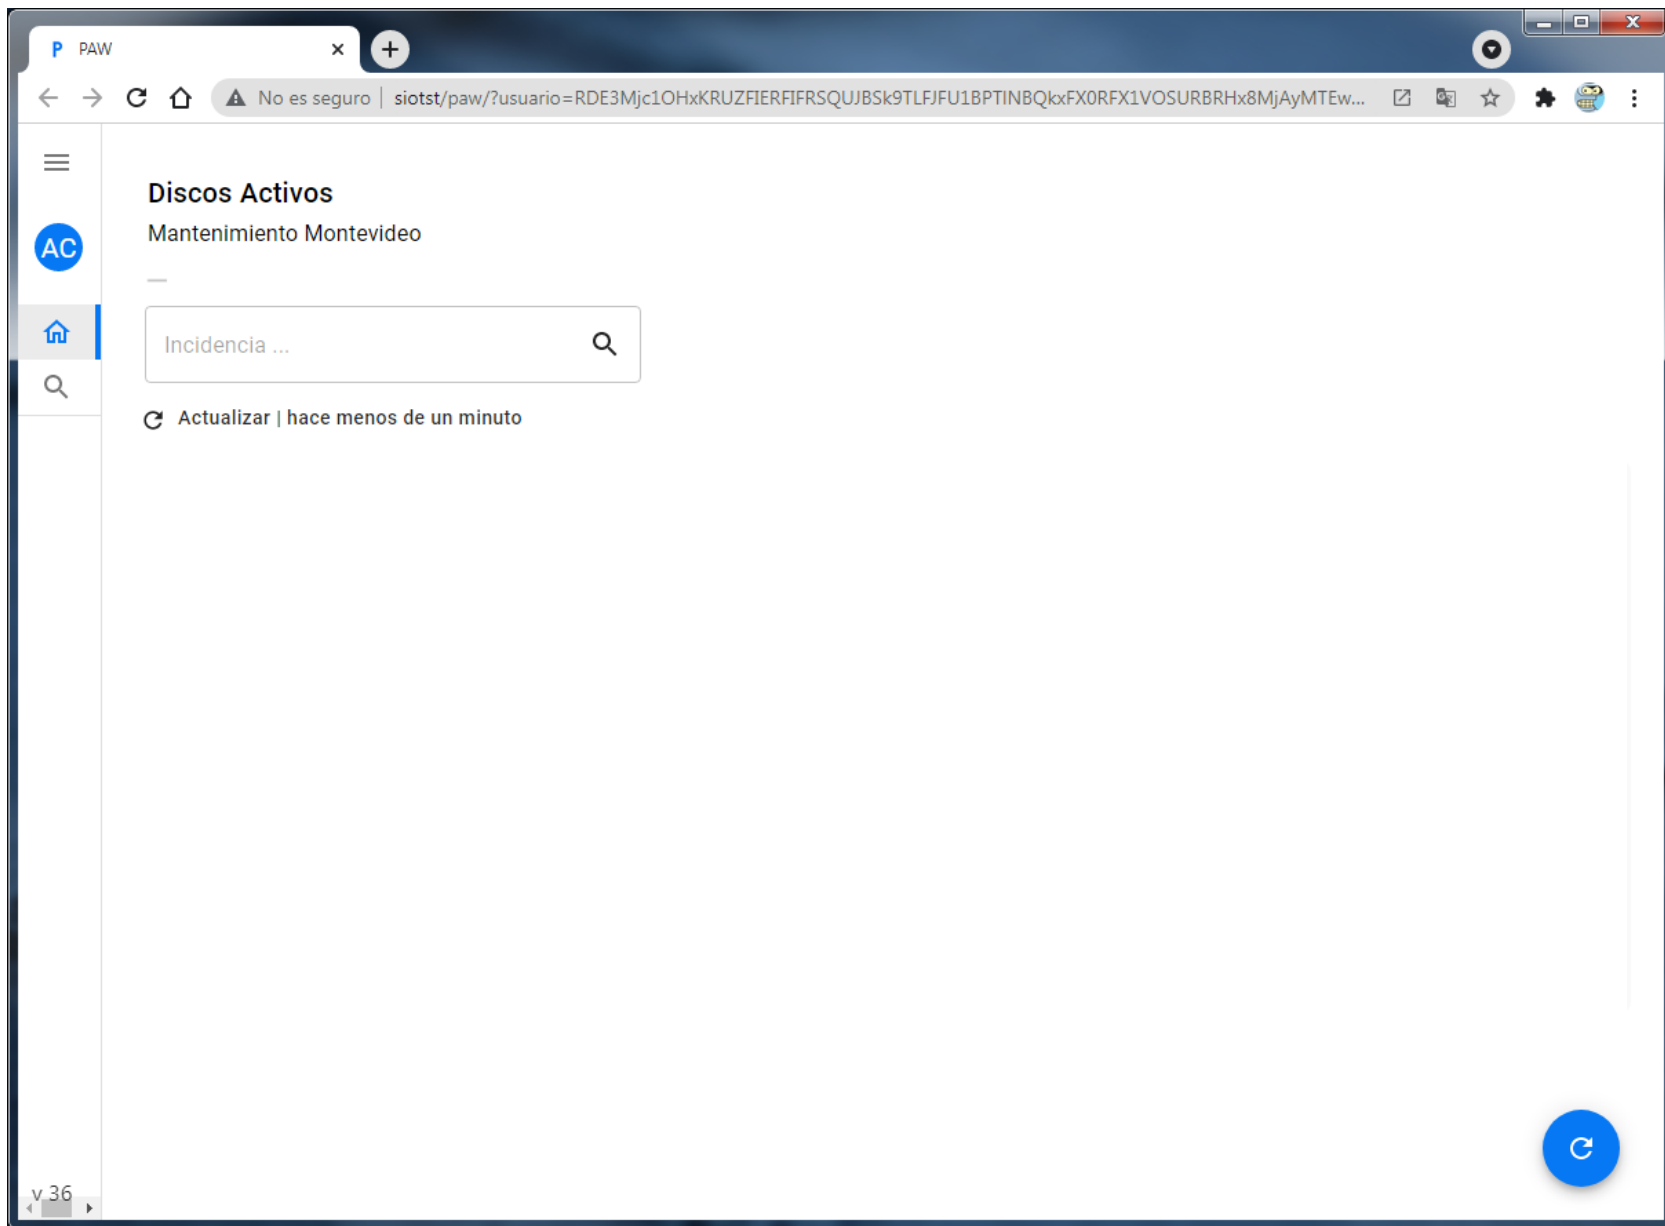 P PAW
No es seguro | siotst/paw/?usuario=RDE3Mjc1OHxKRUZFIERFIFRSQUJBSk9TLFJFU1BPTlNBQkxFX0RFX1VOSURBRHx8MjAyMTEw...
Discos Activos
Mantenimiento Montevideo
AC
Incidencia ...
Actualizar | hace menos de un minuto
v 36